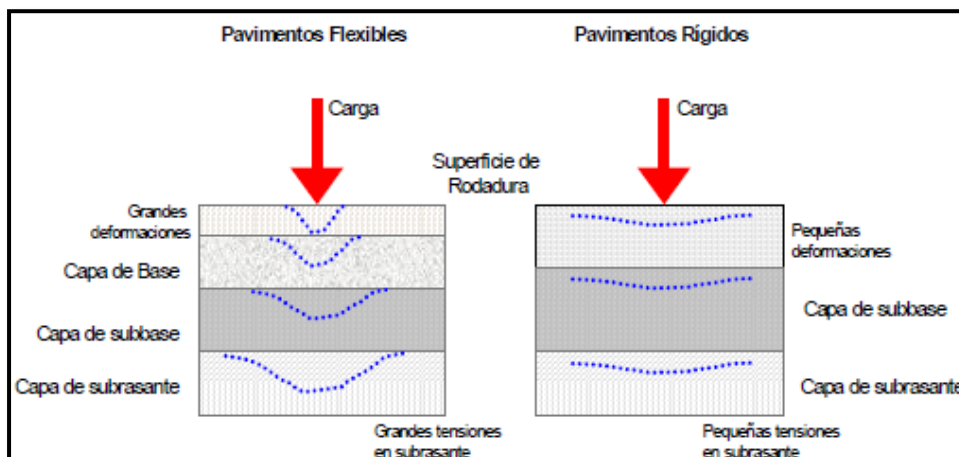 Pavimentos Flexibles
Pavimentos Rígidos
Carga
Carga
Superficie de
Rodadura
Grandes
deformaciones
Capa de Base
Capa de subbase
Capa de subrasante
Grandes tensiones
en subrasante
Pequeñas
deformaciones
Capa de subbase
Capa de subrasante
Pequeñas tensiones
en subrasante